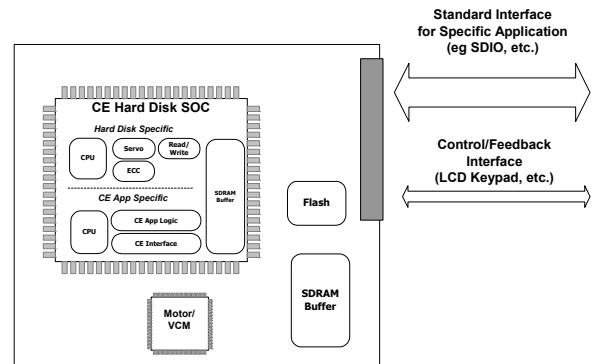 Standard Interface
for Specific Application
(eg SDIO, etc.)
CE Hard Disk SOC
Hard Disk Specific
CPU
Servo
Read/
Write
ECC
SDRAM
Buffer
CE App Specific
CPU
CE App Logic
CE Interface
Control/Feedback
Interface
(LCD Keypad, etc.)
Flash
SDRAM
Buffer
Motor/
VCM